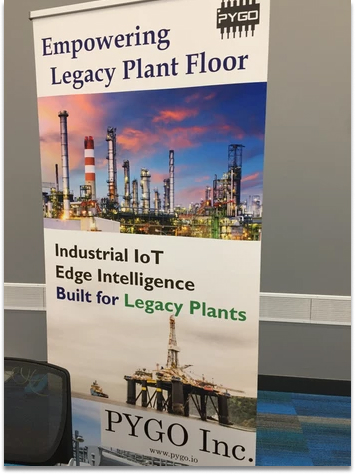 PYGO
Empowering
Legacy Plant Floor
Industrial IoT
Edge Intelligence
Built for Legacy Plants
PYGO Inc.
www.pygo.io